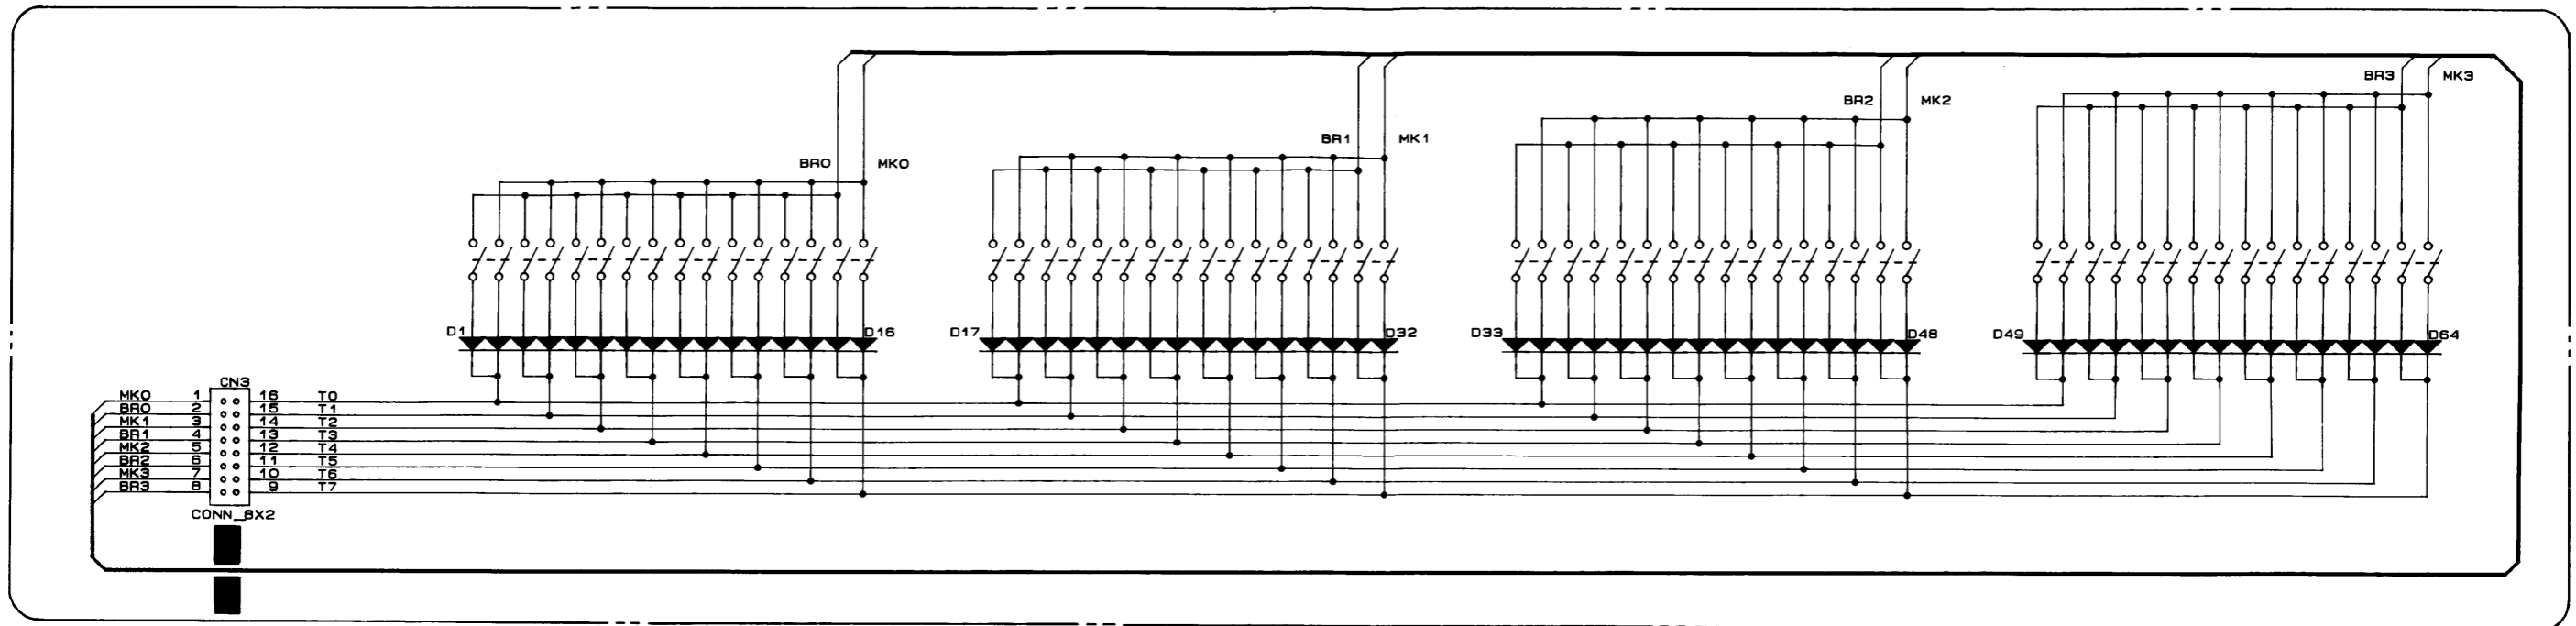 BR3 MK3
BR2 MK2
BR1 MK1
BR0 MK0
D1 D16 D17 D32 D33 D48 D49 D64
CN3
MK0 1 16 T0
BR0 2 15 T1
MK1 3 14 T2
BR1 4 13 T3
MK2 5 12 T4
BR2 6 11 T5
MK3 7 10 T6
BR3 8 9 T7
CONN_8X2